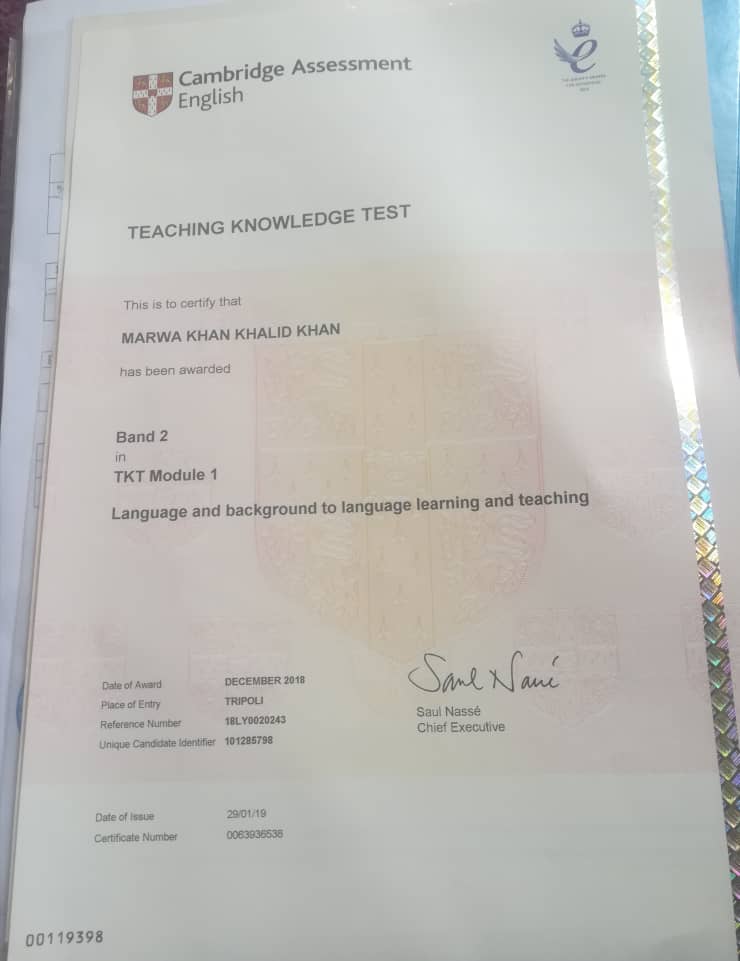 Cambridge Assessment
English
TEACHING KNOWLEDGE TEST
This is to certify that
MARWA KHAN KHALID KHAN
has been awarded
Band 2
in
TKT Module 1
Language and background to language learning and teaching
Date of Award DECEMBER 2018
Place of Entry TRIPOLI
Reference Number 18LY0020243
Unique Candidate Identifier 101285798
Saul Nassé
Saul Nassé
Chief Executive
Date of Issue 29/01/19
Certificate Number 0063936536
00119398